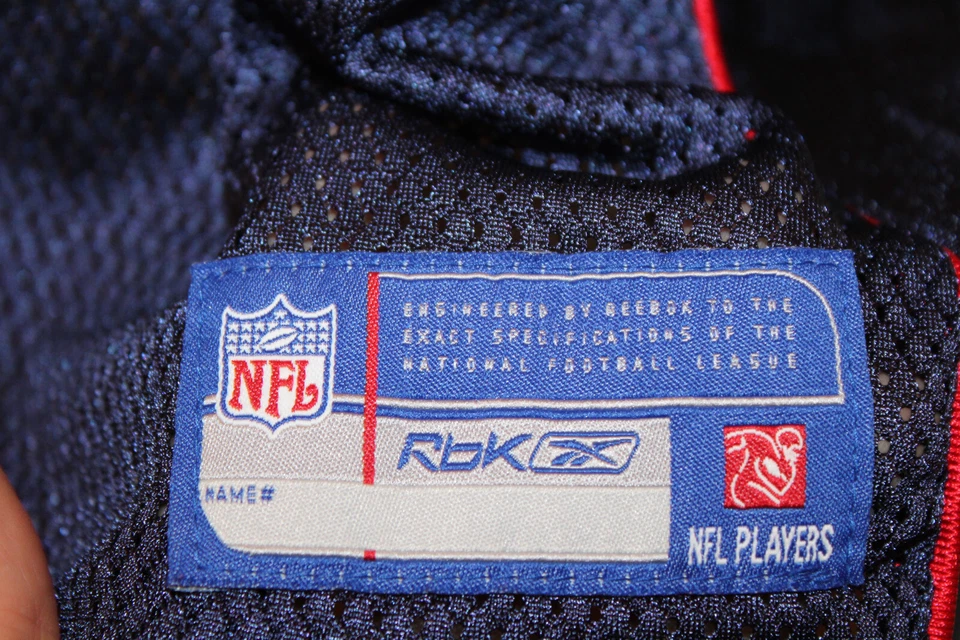 NFL
ENGINEERED BY REEBOK TO THE
EXACT SPECIFICATIONS OF THE
NATIONAL FOOTBALL LEAGUE
RbK
NAME#
NFL PLAYERS